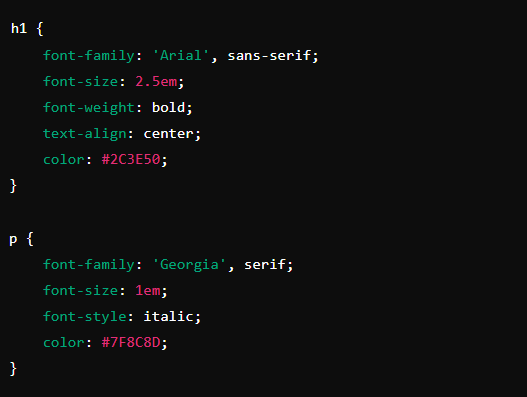 h1 {
    font-family: 'Arial', sans-serif;
    font-size: 2.5em;
    font-weight: bold;
    text-align: center;
    color: #2C3E50;
}

p {
    font-family: 'Georgia', serif;
    font-size: 1em;
    font-style: italic;
    color: #7F8C8D;
}